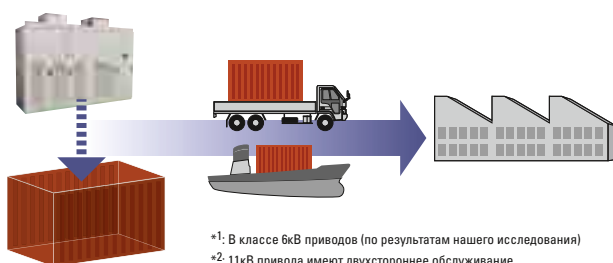 *1: В классе 6кВ приводов (по результатам нашего исследования)
*2: 11кВ привода имеют двухстороннее обслуживание